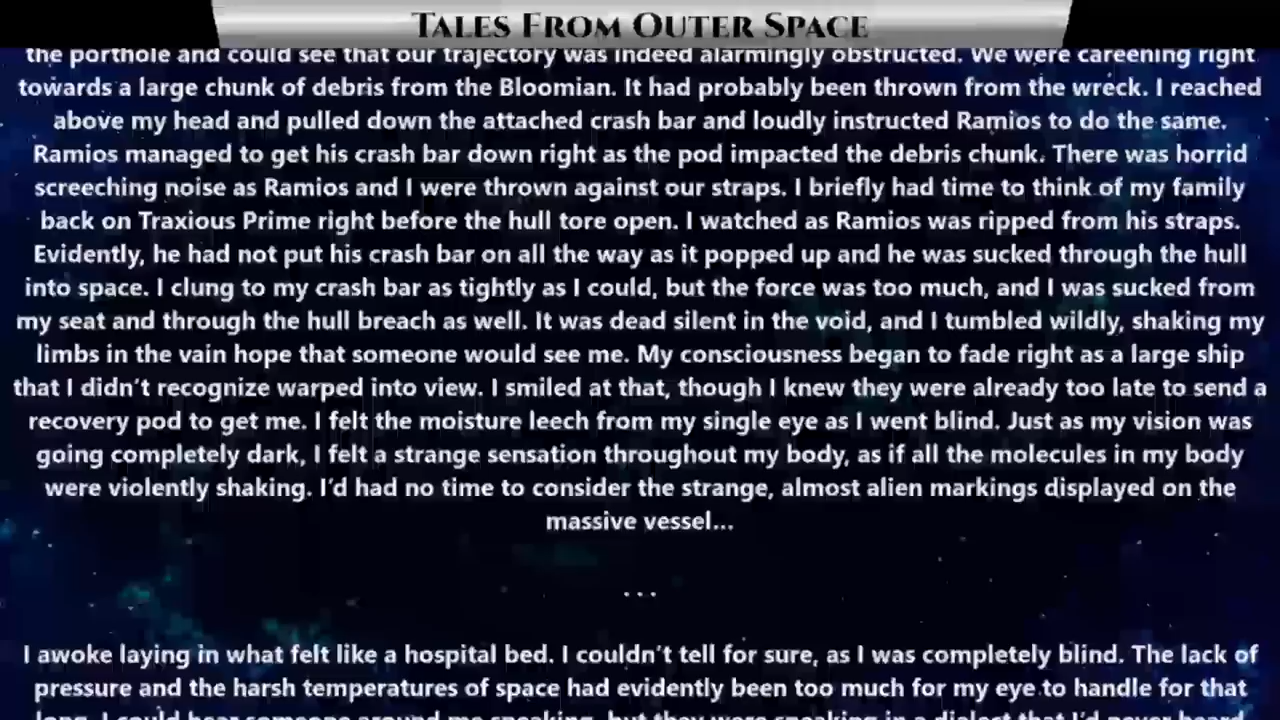 Tales From Outer Space
the porthole and could see that our trajectory was indeed alarmingly obstructed. We were careening right
towards a large chunk of debris from the Bloomian. It had probably been thrown from the wreck. I reached
above my head and pulled down the attached crash bar and loudly instructed Ramios to do the same.
Ramios managed to get his crash bar down right as the pod impacted the debris chunk. There was horrid
screeching noise as Ramios and I were thrown against our straps. I briefly had time to think of my family
back on Traxious Prime right before the hull tore open. I watched as Ramios was ripped from his straps.
Evidently, he had not put his crash bar on all the way as it popped up and he was sucked through the hull
into space. I clung to my crash bar as tightly as I could, but the force was too much, and I was sucked from
my seat and through the hull breach as well. It was dead silent in the void, and I tumbled wildly, shaking my
limbs in the vain hope that someone would see me. My consciousness began to fade right as a large ship
that I didn't recognize warped into view. I smiled at that, though I knew they were already too late to send a
recovery pod to get me. I felt the moisture leech from my single eye as I went blind. Just as my vision was
going completely dark, I felt a strange sensation throughout my body, as if all the molecules in my body
were violently shaking. I'd had no time to consider the strange, almost alien markings displayed on the
massive vessel...
...
I awoke laying in what felt like a hospital bed. I couldn't tell for sure, as I was completely blind. The lack of
pressure and the harsh temperatures of space had evidently been too much for my eye to handle for that
long. I could hear someone around me speaking, but they were speaking in a dialect that I'd never heard